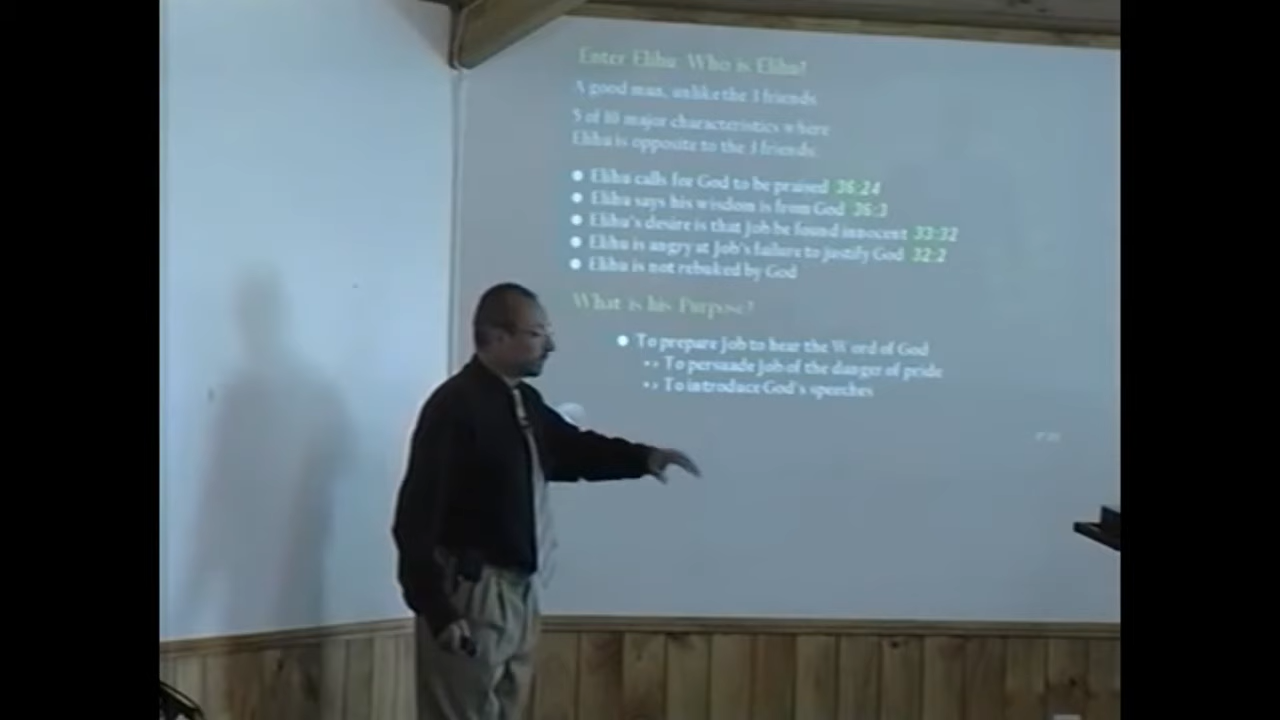 Enter Elihu: Who is Elihu?
A good man, unlike the 3 friends
5 of 10 major characteristics where
Elihu is opposite to the 3 friends:
Elihu calls for God to be praised 36:24
Elihu says his wisdom is from God 36:3
Elihu's desire is that Job be found innocent 33:32
Elihu is angry at Job's failure to justify God 32:2
Elihu is not rebuked by God
What is his Purpose?
To prepare Job to hear the Word of God
To persuade Job of the danger of pride
To introduce God's speeches